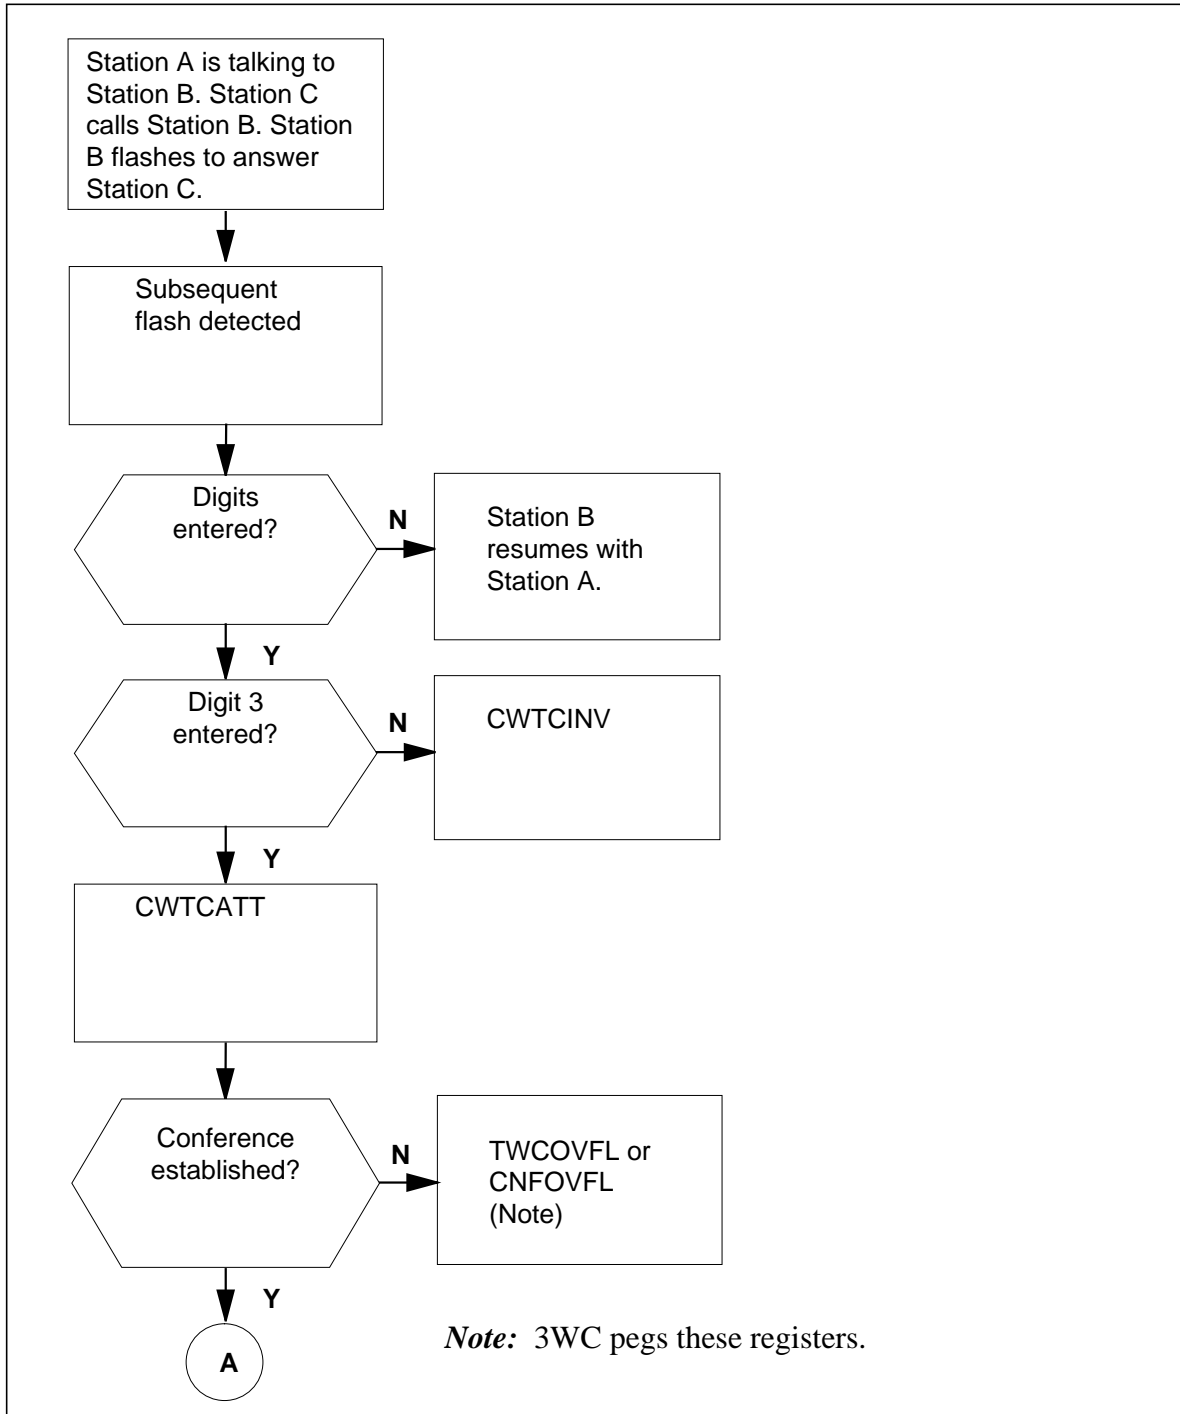 Station A is talking to
Station B. Station C
calls Station B. Station
B flashes to answer
Station C.
Subsequent
flash detected
Digits
entered?
N
Station B
resumes with
Station A.
Y
Digit 3
entered?
N
CWTCINV
Y
CWTCATT
Conference
established?
N
TWCOVFL or
CNFOVFL
(Note)
Y
A
Note: 3WC pegs these registers.